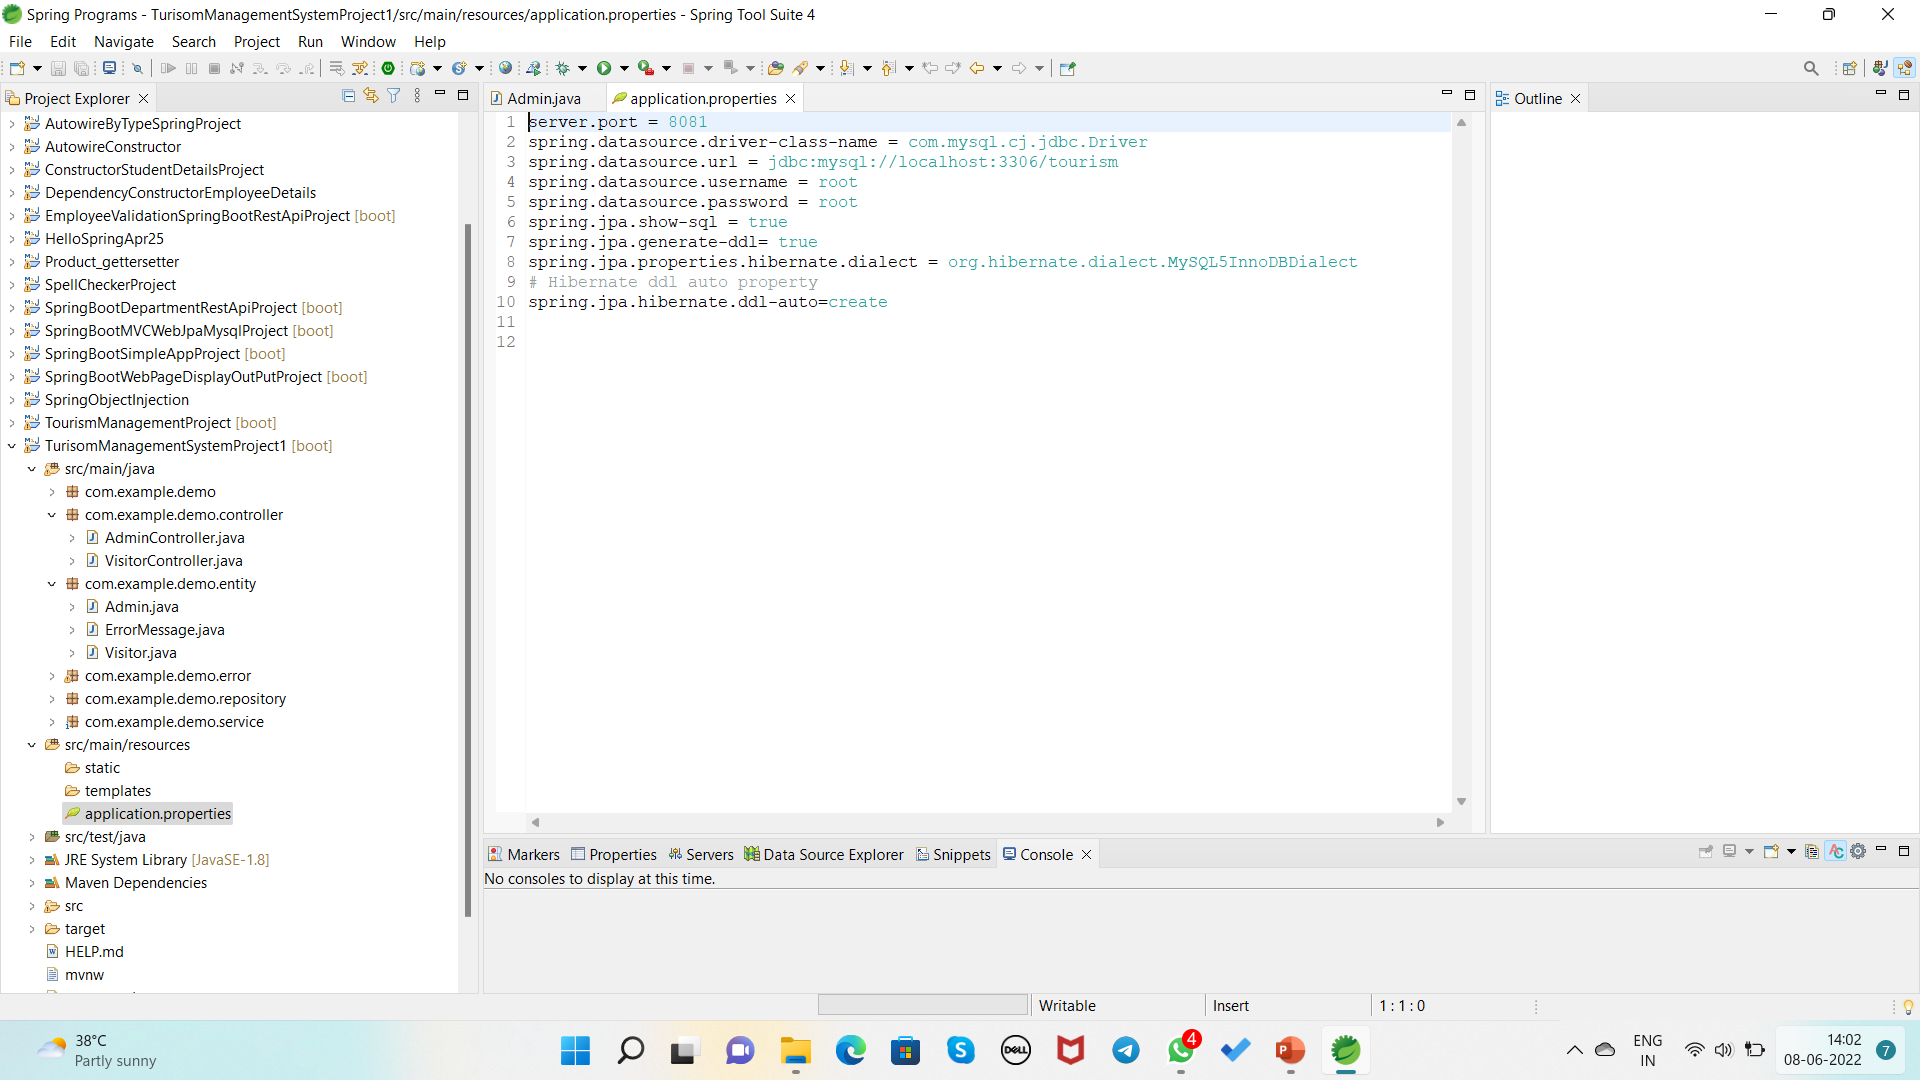 Spring Programs - TurisomManagementSystemProject1/src/main/resources/application.properties - Spring Tool Suite 4
File Edit Navigate Search Project Run Window Help
Project Explorer
AutowireByTypeSpringProject
AutowireConstructor
ConstructorStudentDetailsProject
DependencyConstructorEmployeeDetails
EmployeeValidationSpringBootRestApiProject [boot]
HelloSpringApr25
Product_gettersetter
SpellCheckerProject
SpringBootDepartmentRestApiProject [boot]
SpringBootMVCWebJpaMysqlProject [boot]
SpringBootSimpleAppProject [boot]
SpringBootWebPageDisplayOutPutProject [boot]
SpringObjectInjection
TourismManagementProject [boot]
TurisomManagementSystemProject1 [boot]
src/main/java
com.example.demo
com.example.demo.controller
AdminController.java
VisitorController.java
com.example.demo.entity
Admin.java
ErrorMessage.java
Visitor.java
com.example.demo.error
com.example.demo.repository
com.example.demo.service
src/main/resources
static
templates
application.properties
src/test/java
JRE System Library [JavaSE-1.8]
Maven Dependencies
src
target
HELP.md
mvnw
Admin.java application.properties
1 server.port = 8081
2 spring.datasource.driver-class-name = com.mysql.cj.jdbc.Driver
3 spring.datasource.url = jdbc:mysql://localhost:3306/tourism
4 spring.datasource.username = root
5 spring.datasource.password = root
6 spring.jpa.show-sql = true
7 spring.jpa.generate-ddl= true
8 spring.jpa.properties.hibernate.dialect = org.hibernate.dialect.MySQL5InnoDBDialect
9 # Hibernate ddl auto property
10 spring.jpa.hibernate.ddl-auto=create
11
12
Outline
Markers Properties Servers Data Source Explorer Snippets Console
No consoles to display at this time.
Writable Insert 1 : 1 : 0
38°C
Partly sunny
DELL
4
ENG
IN
14:02
08-06-2022
7